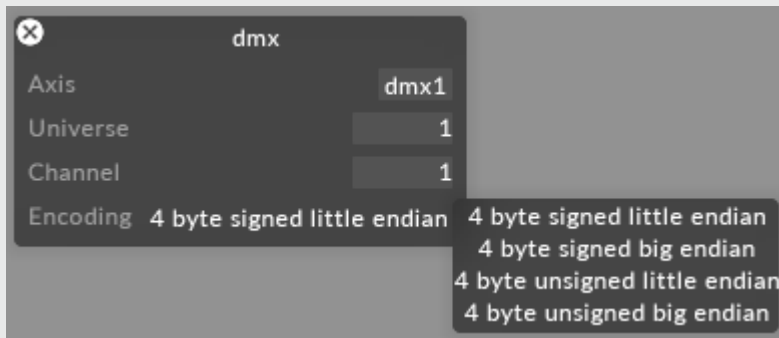 dmx
Axis dmx1
Universe 1
Channel 1
Encoding 4 byte signed little endian
4 byte signed little endian
4 byte signed big endian
4 byte unsigned little endian
4 byte unsigned big endian